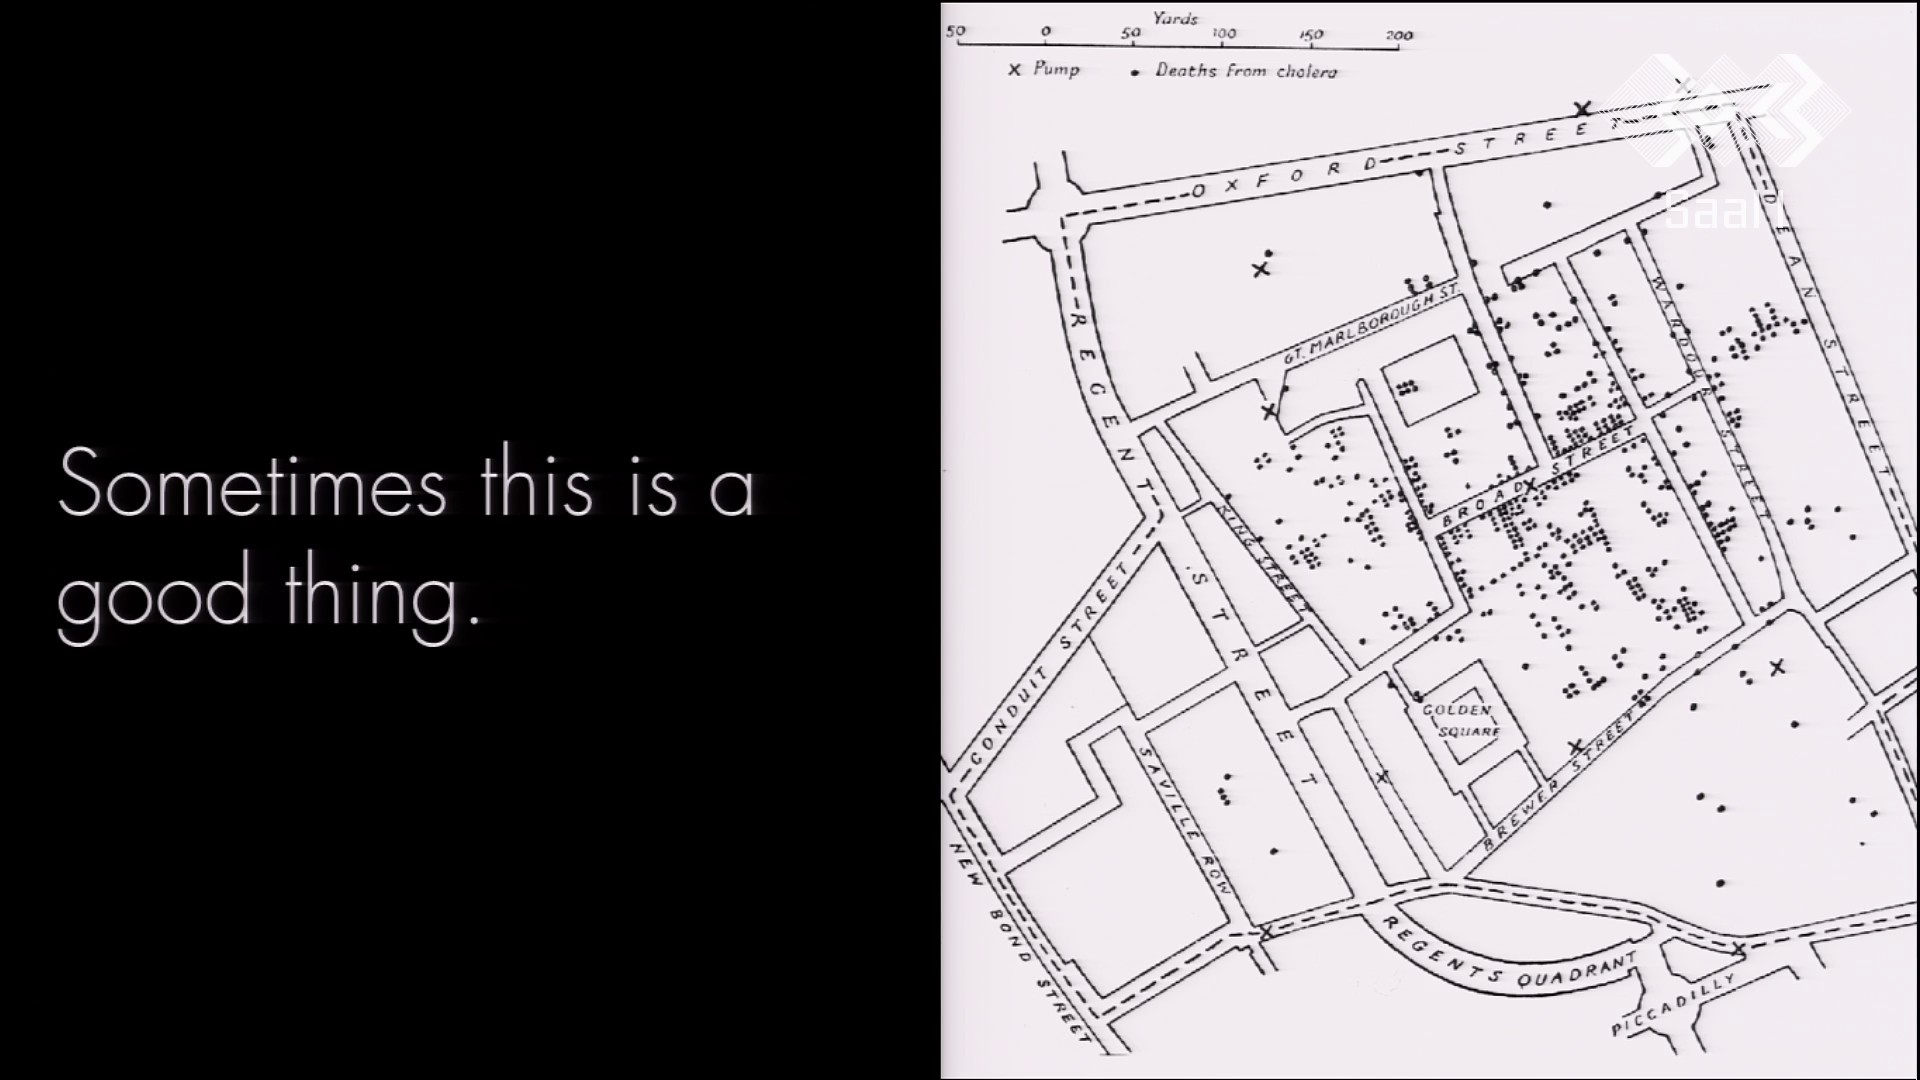 Sometimes this is a
good thing.
Yards
50 0 50 100 150 200
x Pump • Deaths from cholera
Saal 1
OXFORD STREET
DEAN STREET
REGENT STREET
GT. MARLBOROUGH ST.
WARDOUR STREET
BROAD STREET
KING STREET
CONDUIT STREET
GOLDEN
SQUARE
SAVILLE ROW
BREWER STREET
NEW BOND STREET
REGENTS QUADRANT
PICCADILLY